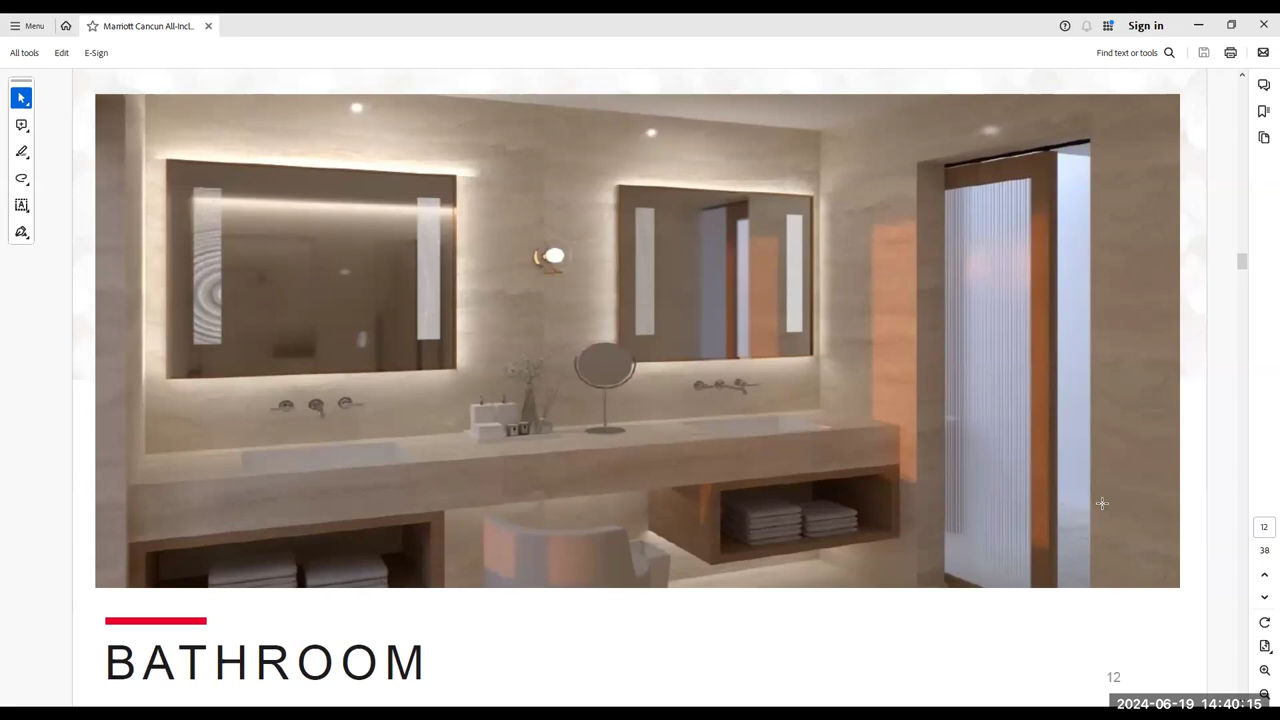 Menu
Marriott Cancun All-Incl...
Sign in
All tools
Edit
E-Sign
Find text or tools
12
38
BATHROOM
12
2024-06-19 14:40:15